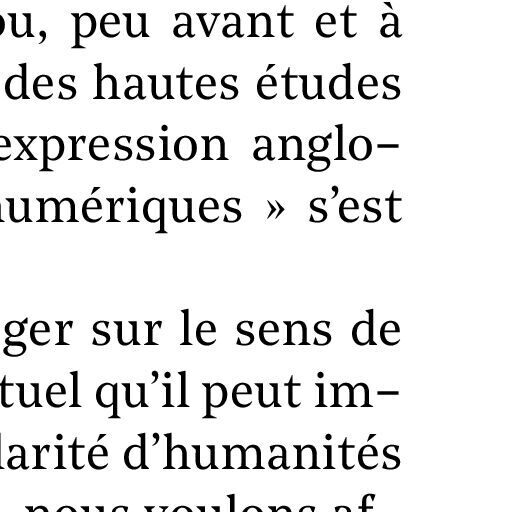 ou, peu avant et à
des hautes études
expression anglo-
numériques » s’est
ger sur le sens de
tuel qu’il peut im-
larité d’humanités
nous voulons af